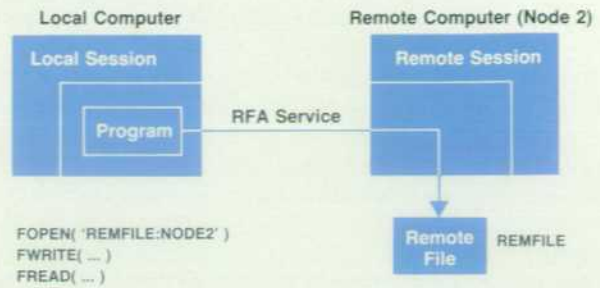 Local Computer
Remote Computer (Node 2)
Local Session
Remote Session
Program
RFA Service
FOPEN( 'REMFILE:NODE2' )
FWRITE( ... )
FREAD( ... )
Remote
File
REMFILE